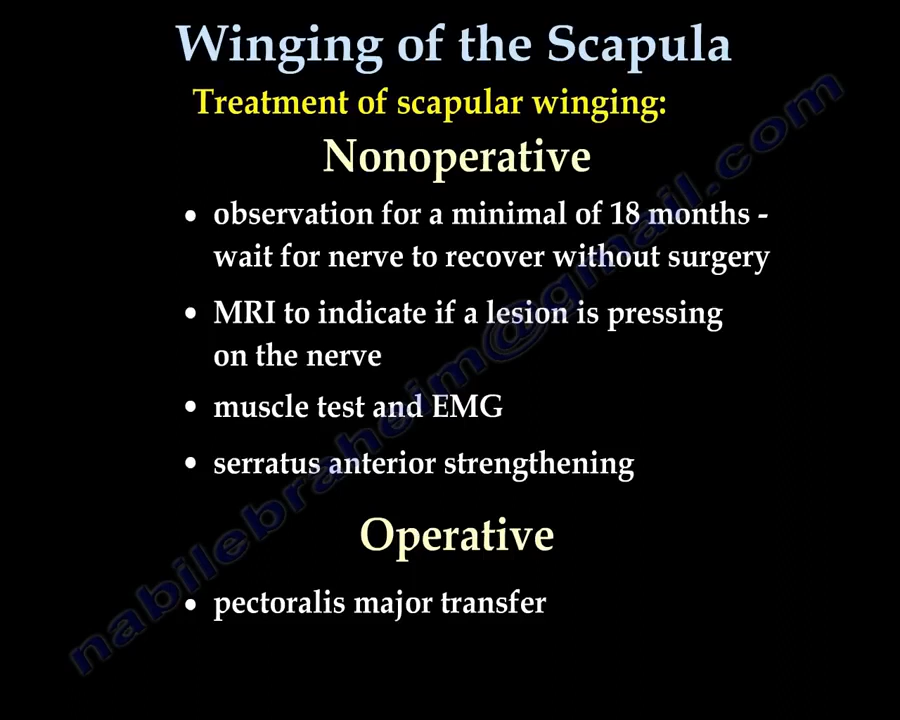 Winging of the Scapula
Treatment of scapular winging:
Nonoperative
• observation for a minimal of 18 months -
wait for nerve to recover without surgery
• MRI to indicate if a lesion is pressing
on the nerve
• muscle test and EMG
• serratus anterior strengthening
Operative
• pectoralis major transfer
nabilebraheim@gmail.com